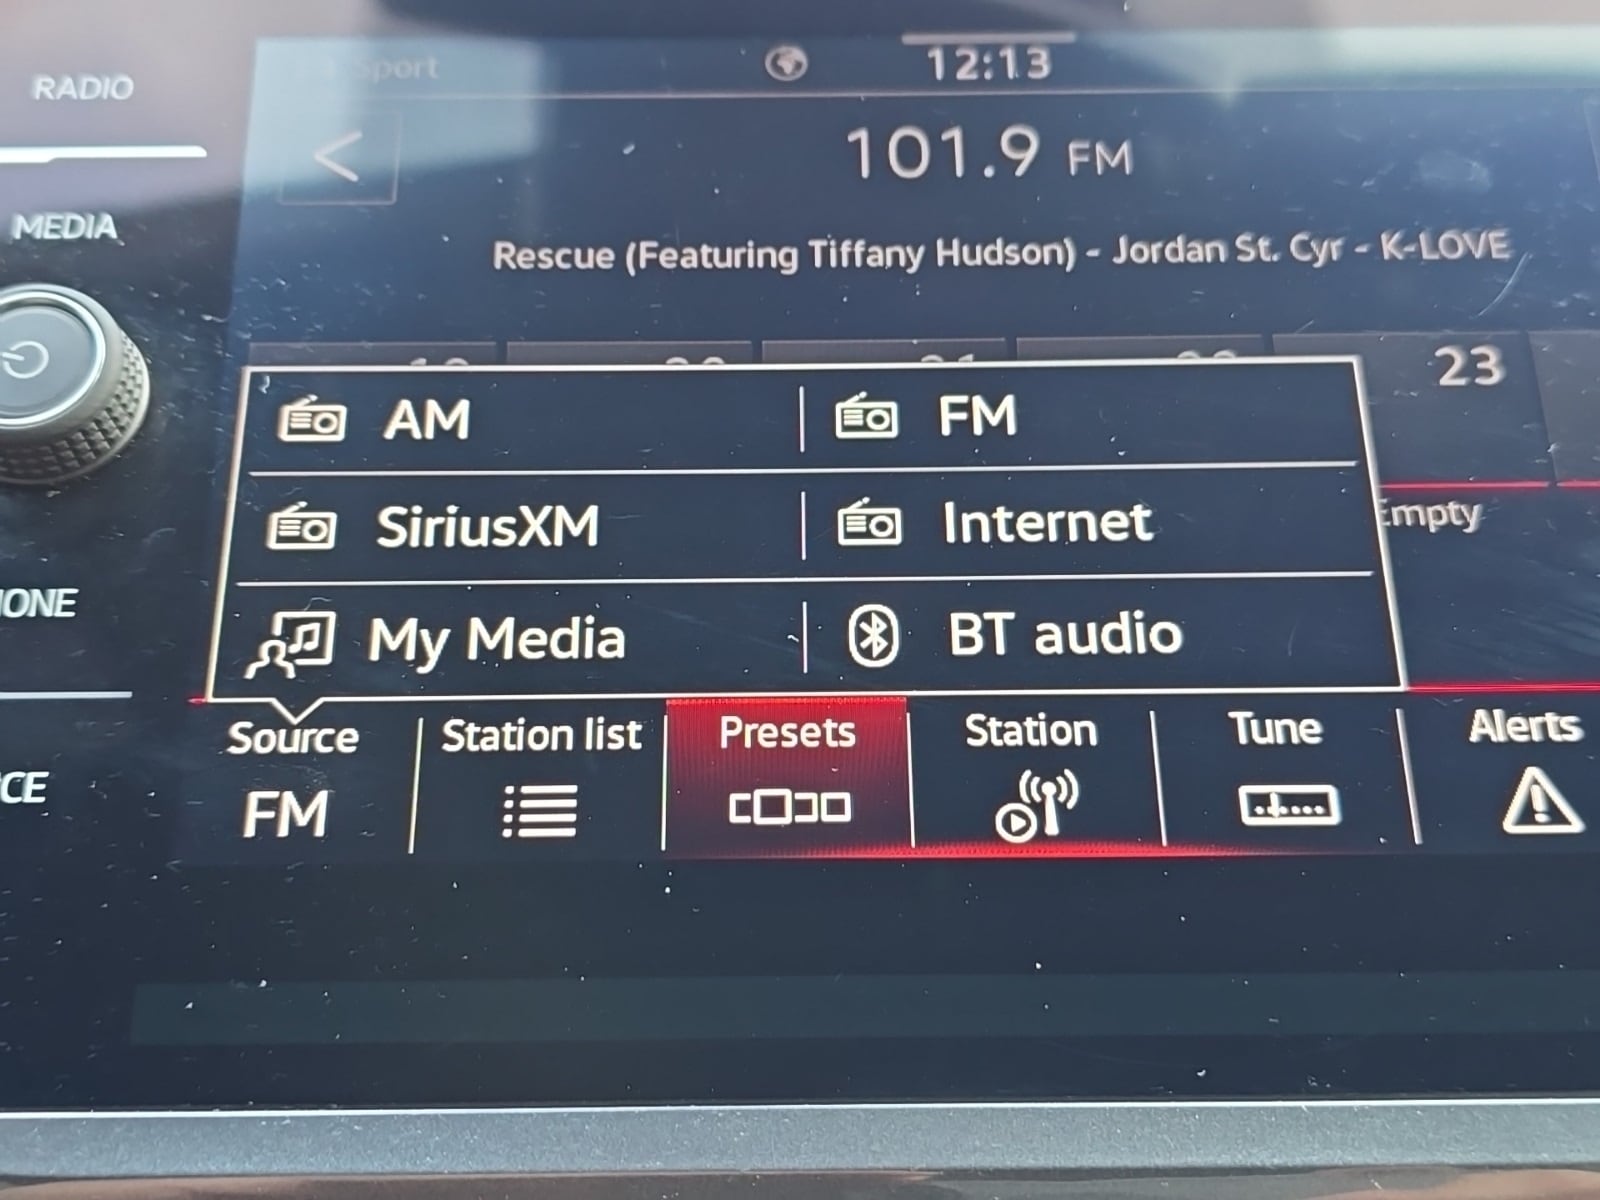 RADIO
Sport
12:13
101.9 FM
MEDIA
Rescue (Featuring Tiffany Hudson) - Jordan St. Cyr - K-LOVE
23
AM
FM
SiriusXM
Internet
Empty
My Media
BT audio
ONE
CE
Source
FM
Station list
Presets
Station
Tune
Alerts